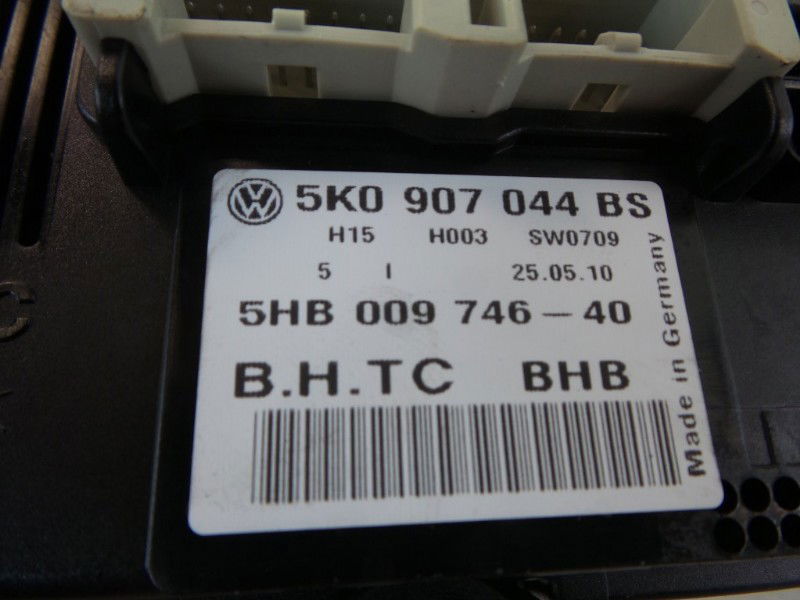 5K0 907 044 BS
H15 H003 SW0709
5 I 25.05.10
5HB 009 746-40
B.H.TC BHB
Made in Germany